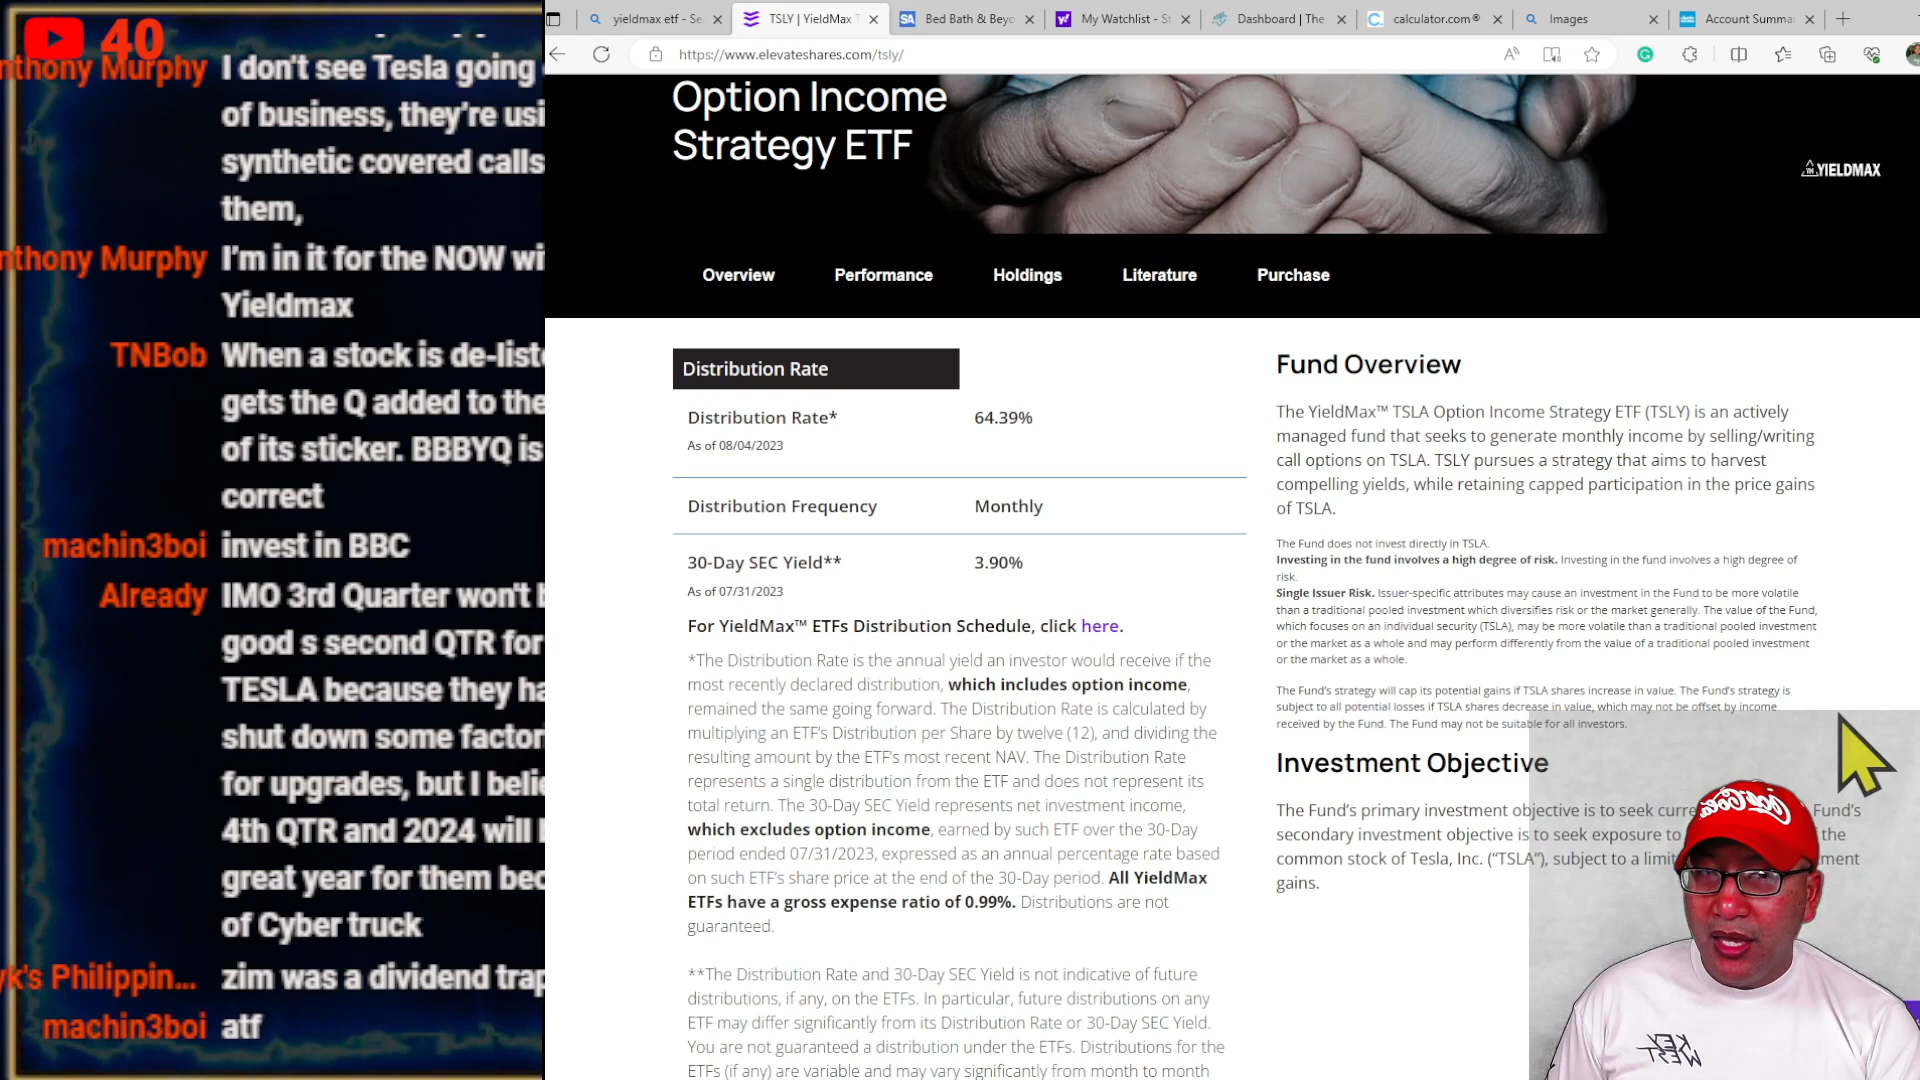 40
nthony Murphy I don't see Tesla going
of business, they're usi
synthetic covered calls
them,
nthony Murphy I'm in it for the NOW wi
Yieldmax
TNBob When a stock is de-list
gets the Q added to the
of its sticker. BBBYQ is
correct
machin3boi invest in BBC
Already IMO 3rd Quarter won't b
good s second QTR for
TESLA because they ha
shut down some factor
for upgrades, but I belie
4th QTR and 2024 will
great year for them bec
of Cyber truck
yk's Philippin... zim was a dividend trap
machin3boi atf
yieldmax etf - Se
TSLY | YieldMax T
Bed Bath & Beyo
My Watchlist - St
Dashboard | The
calculator.com®
Images
Account Summa
https://www.elevateshares.com/tsly/
Option Income
Strategy ETF
YIELDMAX
Overview Performance Holdings Literature Purchase
Distribution Rate
Distribution Rate* 64.39%
As of 08/04/2023
Distribution Frequency Monthly
30-Day SEC Yield** 3.90%
As of 07/31/2023
For YieldMax™ ETFs Distribution Schedule, click here.
*The Distribution Rate is the annual yield an investor would receive if the
most recently declared distribution, which includes option income,
remained the same going forward. The Distribution Rate is calculated by
multiplying an ETF's Distribution per Share by twelve (12), and dividing the
resulting amount by the ETF's most recent NAV. The Distribution Rate
represents a single distribution from the ETF and does not represent its
total return. The 30-Day SEC Yield represents net investment income,
which excludes option income, earned by such ETF over the 30-Day
period ended 07/31/2023, expressed as an annual percentage rate based
on such ETF's share price at the end of the 30-Day period. All YieldMax
ETFs have a gross expense ratio of 0.99%. Distributions are not
guaranteed.
**The Distribution Rate and 30-Day SEC Yield is not indicative of future
distributions, if any, on the ETFs. In particular, future distributions on any
ETF may differ significantly from its Distribution Rate or 30-Day SEC Yield.
You are not guaranteed a distribution under the ETFs. Distributions for the
ETFs (if any) are variable and may vary significantly from month to month
Fund Overview
The YieldMax™ TSLA Option Income Strategy ETF (TSLY) is an actively
managed fund that seeks to generate monthly income by selling/writing
call options on TSLA. TSLY pursues a strategy that aims to harvest
compelling yields, while retaining capped participation in the price gains
of TSLA.
The Fund does not invest directly in TSLA.
Investing in the fund involves a high degree of risk. Investing in the fund involves a high degree of
risk.
Single Issuer Risk. Issuer-specific attributes may cause an investment in the Fund to be more volatile
than a traditional pooled investment which diversifies risk or the market generally. The value of the Fund,
which focuses on an individual security (TSLA), may be more volatile than a traditional pooled investment
or the market as a whole and may perform differently from the value of a traditional pooled investment
or the market as a whole.
The Fund's strategy will cap its potential gains if TSLA shares increase in value. The Fund's strategy is
subject to all potential losses if TSLA shares decrease in value, which may not be offset by income
received by the Fund. The Fund may not be suitable for all investors.
Investment Objective
The Fund's primary investment objective is to seek curre Fund's
secondary investment objective is to seek exposure to the
common stock of Tesla, Inc. ("TSLA"), subject to a limit ment
gains.
Coca-Cola
KEY
WEST